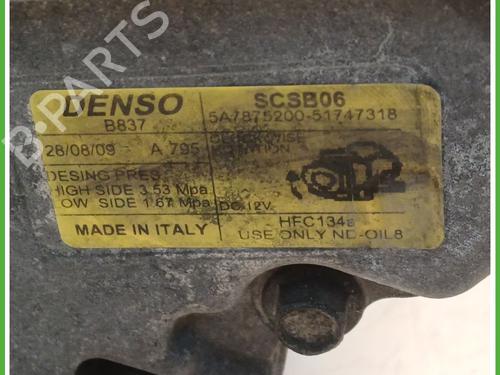 DENSO
B837
28/08/09 A 795
DESING PRES
HIGH SIDE 3.53 Mpa
LOW SIDE 1.67 Mpa
MADE IN ITALY
SCSB06
5A7875200-51747318
DC 12V
HFC134a
USE ONLY ND-OIL8
B-PARTS